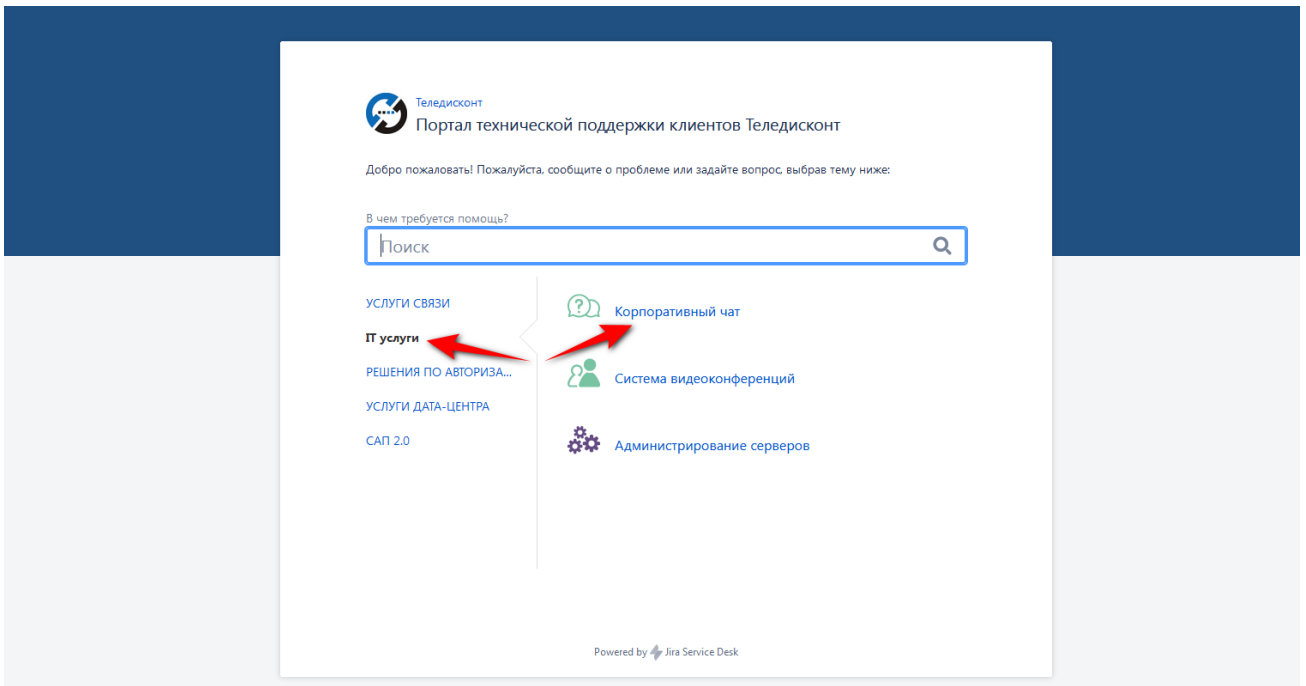 Теледисконт
Портал технической поддержки клиентов Теледисконт
Добро пожаловать! Пожалуйста, сообщите о проблеме или задайте вопрос, выбрав тему ниже:
В чем требуется помощь?
Поиск
УСЛУГИ СВЯЗИ
IT услуги
РЕШЕНИЯ ПО АВТОРИЗА...
УСЛУГИ ДАТА-ЦЕНТРА
САП 2.0
Корпоративный чат
Система видеоконференций
Администрирование серверов
Powered by Jira Service Desk